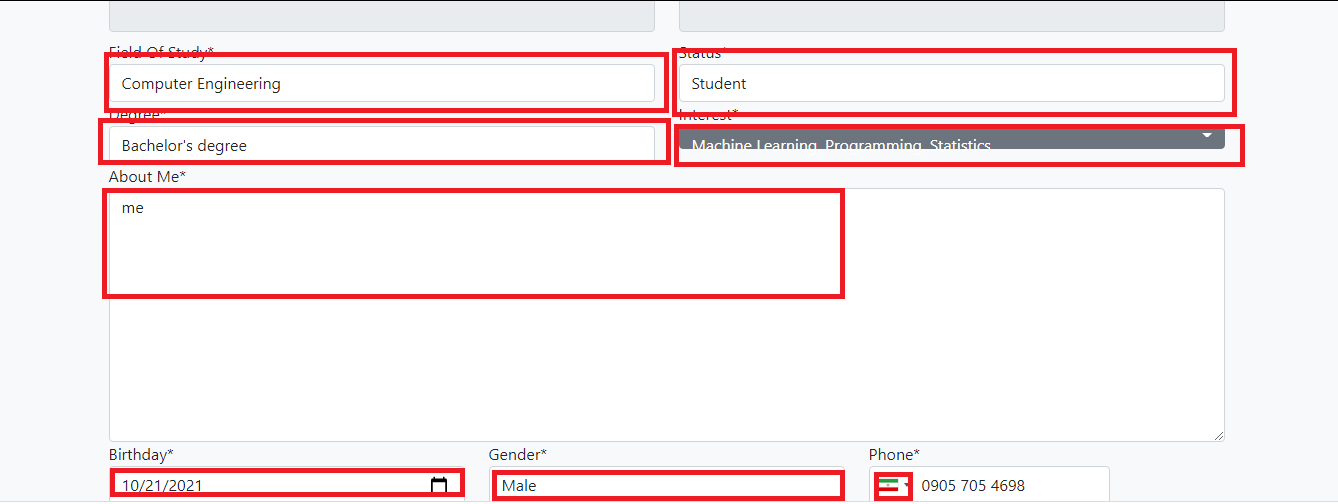 Field Of Study* Status*
Computer Engineering Student
Degree* Interest*
Bachelor's degree Machine Learning, Programming, Statistics
About Me*
me
Birthday* Gender* Phone*
10/21/2021 Male 0905 705 4698